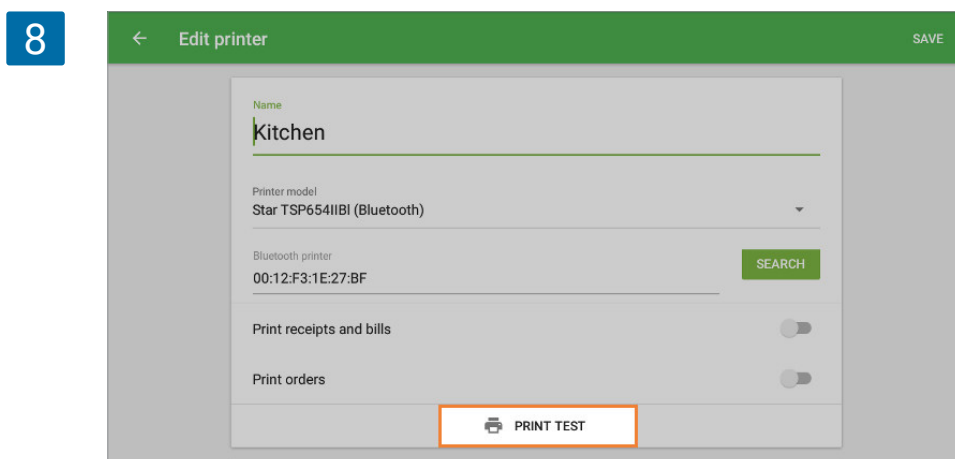 8
Edit printer
SAVE
Name
Kitchen
Printer model
Star TSP654IIBI (Bluetooth)
Bluetooth printer
00:12:F3:1E:27:BF
SEARCH
Print receipts and bills
Print orders
PRINT TEST